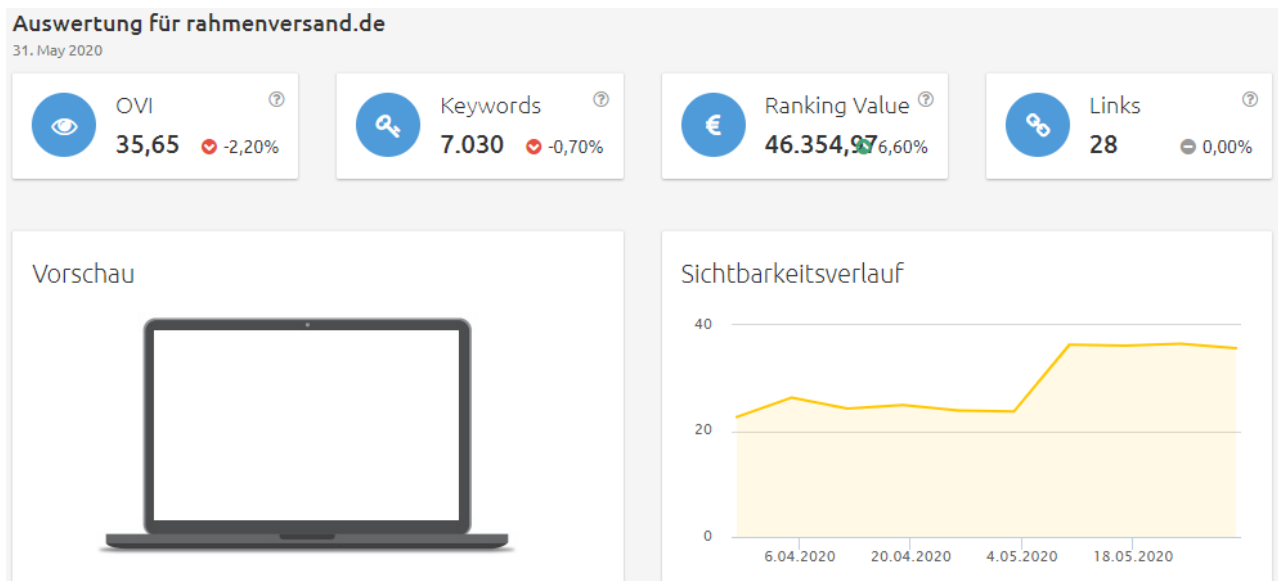 Auswertung für rahmenversand.de
31. May 2020
OVI
35,65 -2,20%
Keywords
7.030 -0,70%
Ranking Value
46.354,97 6,60%
Links
28 0,00%
Vorschau
Sichtbarkeitsverlauf
40
20
0
6.04.2020 20.04.2020 4.05.2020 18.05.2020